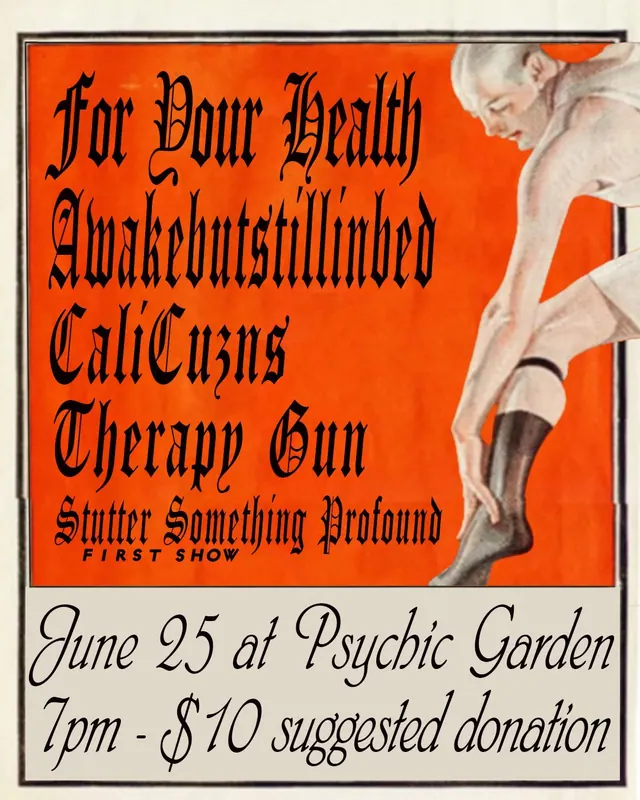 For Your Health
Awakebutstillinbed
CaliCuzns
Therapy Gun
Stutter Something Profound
FIRST SHOW
June 25 at Psychic Garden
7pm - $10 suggested donation